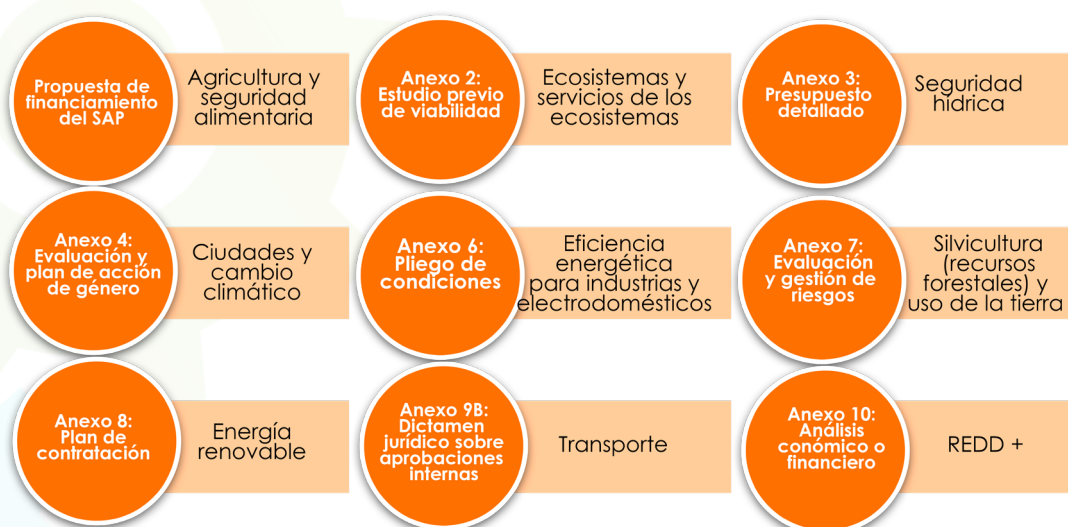 Propuesta de
financiamiento
del SAP
Agricultura y
seguridad
alimentaria
Anexo 2:
Estudio previo
de viabilidad
Ecosistemas y
servicios de los
ecosistemas
Anexo 3:
Presupuesto
detallado
Seguridad
hídrica
Anexo 4:
Evaluación y
plan de acción
de género
Ciudades y
cambio
climático
Anexo 6:
Pliego de
condiciones
Eficiencia
energética
para industrias y
electrodomésticos
Anexo 7:
Evaluación
y gestión de
riesgos
Silvicultura
(recursos
forestales) y
uso de la tierra
Anexo 8:
Plan de
contratación
Energía
renovable
Anexo 9B:
Dictamen
jurídico sobre
aprobaciones
internas
Transporte
Anexo 10:
Análisis
conómico o
financiero
REDD +